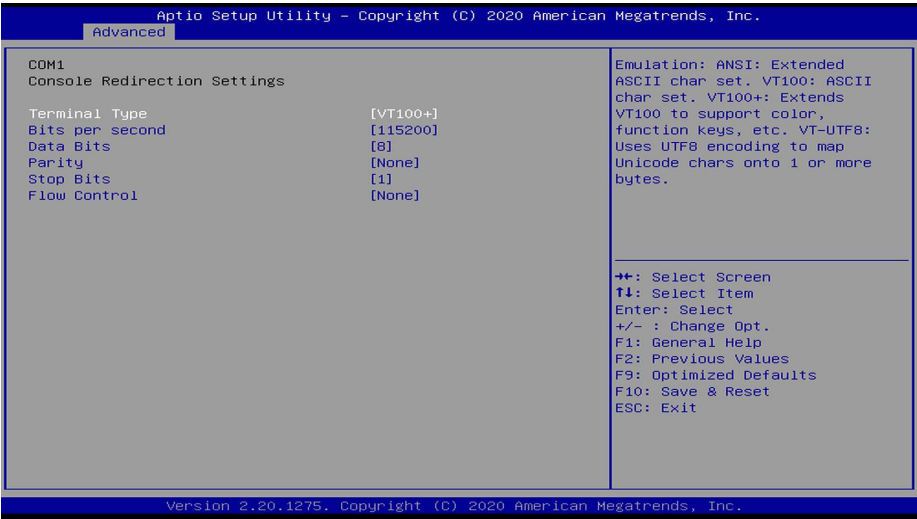 Aptio Setup Utility – Copyright (C) 2020 American Megatrends, Inc.
Advanced
COM1
Console Redirection Settings
Terminal Type [VT100+]
Bits per second [115200]
Data Bits [8]
Parity [None]
Stop Bits [1]
Flow Control [None]
Emulation: ANSI: Extended
ASCII char set. VT100: ASCII
char set. VT100+: Extends
VT100 to support color,
function keys, etc. VT-UTF8:
Uses UTF8 encoding to map
Unicode chars onto 1 or more
bytes.
→←: Select Screen
↑↓: Select Item
Enter: Select
+/- : Change Opt.
F1: General Help
F2: Previous Values
F9: Optimized Defaults
F10: Save & Reset
ESC: Exit
Version 2.20.1275. Copyright (C) 2020 American Megatrends, Inc.